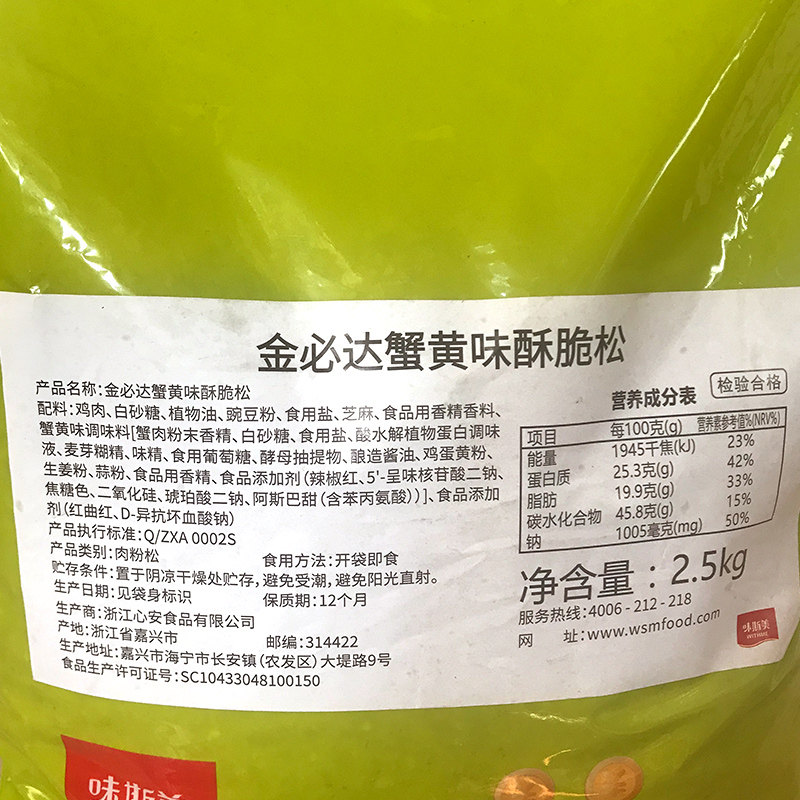 金必达蟹黄味酥脆松
产品名称：金必达蟹黄味酥脆松
配料：鸡肉、白砂糖、植物油、豌豆粉、食用盐、芝麻、食品用香精香料、
蟹黄味调味料[蟹肉粉末香精、白砂糖、食用盐、酸水解植物蛋白调味
液、麦芽糊精、味精、食用葡萄糖、酵母抽提物、酿造酱油、鸡蛋黄粉、
生姜粉、蒜粉、食品用香精、食品添加剂(辣椒红、5'-呈味核苷酸二钠、
焦糖色、二氧化硅、琥珀酸二钠、阿斯巴甜(含苯丙氨酸))]、食品添加
剂(红曲红、D-异抗坏血酸钠)
产品执行标准：Q/ZXA 0002S
产品类别：肉粉松 食用方法：开袋即食
贮存条件：置于阴凉干燥处贮存，避免受潮，避免阳光直射。
生产日期：见袋身标识 保质期：12个月
生产商：浙江心安食品有限公司
产地：浙江省嘉兴市 邮编：314422
生产地址：嘉兴市海宁市长安镇(农发区)大堤路9号
食品生产许可证号：SC10433048100150
营养成分表 检验合格
项目 每100克(g) 营养素参考值%(NRV%)
能量 1945千焦(kJ) 23%
蛋白质 25.3克(g) 42%
脂肪 19.9克(g) 33%
碳水化合物 45.8克(g) 15%
钠 1005毫克(mg) 50%
净含量：2.5kg
服务热线：4006-212-218
网 址：www.wsmfood.com
味斯美
WITHME
味斯美